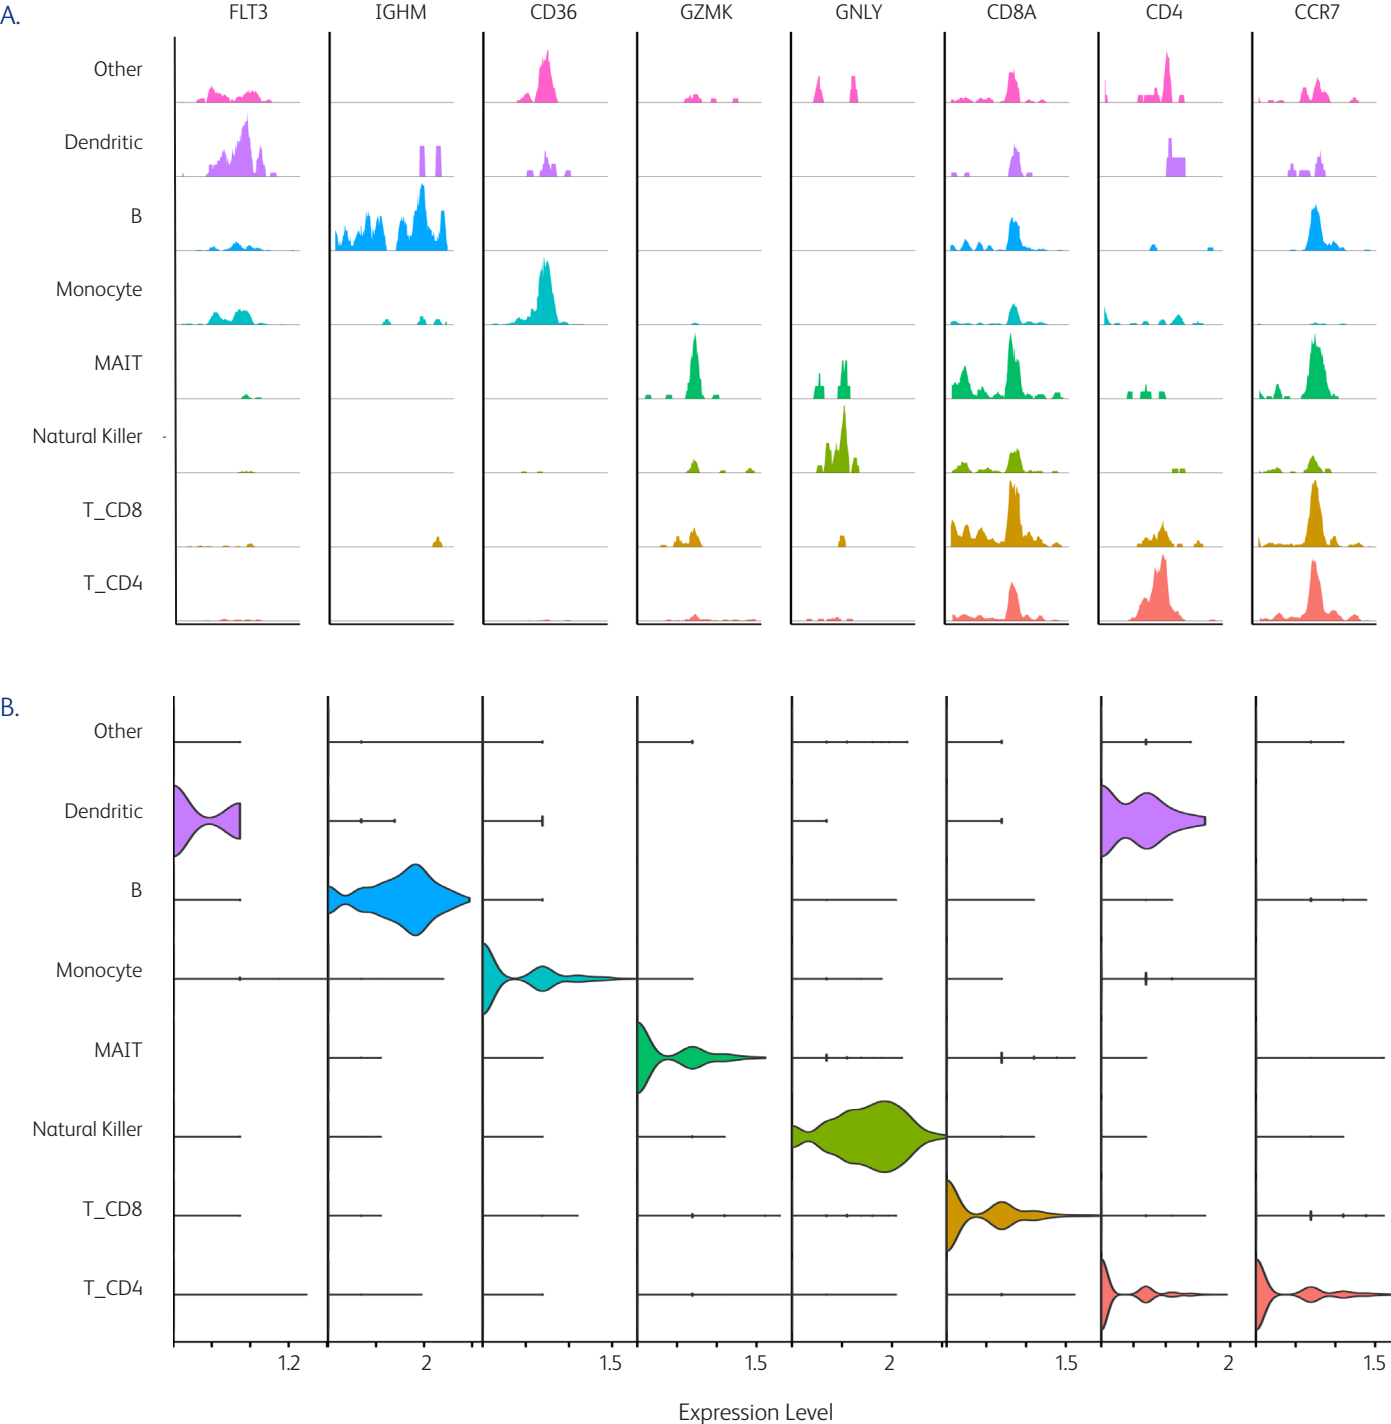 A.
FLT3 IGHM CD36 GZMK GNLY CD8A CD4 CCR7
Other
Dendritic
B
Monocyte
MAIT
Natural Killer
T_CD8
T_CD4
B.
Other
Dendritic
B
Monocyte
MAIT
Natural Killer
T_CD8
T_CD4
1.2 2 1.5 1.5 2 1.5 2 1.5
Expression Level